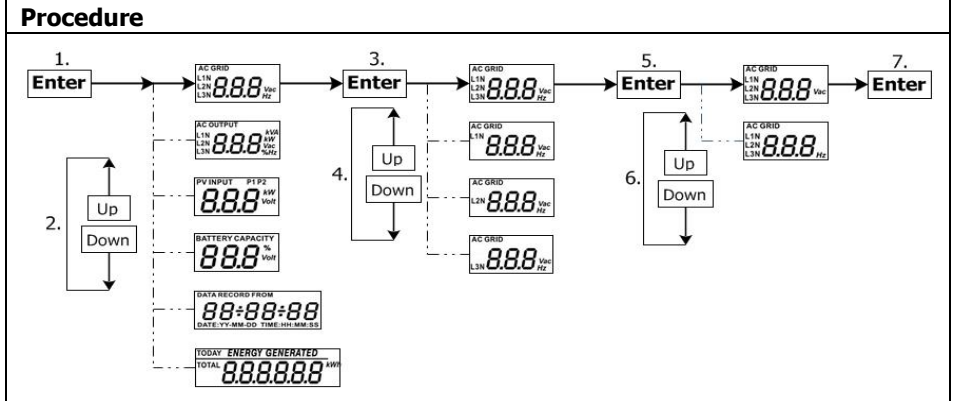 Procedure
1.
Enter
AC GRID
L1N
L2N
L3N
8.8.8 Vac
Hz
AC OUTPUT
L1N
L2N
L3N
8.8.8 kVA
kW
Vac
%Hz
PV INPUT P1 P2
8.8.8 kW
Volt
BATTERY CAPACITY
888 %
Volt
DATA RECORD FROM
88:88:88
DATE:YY-MM-DD TIME:HH:MM:SS
TODAY ENERGY GENERATED
TOTAL 8.8.8.8.8.8 kWh
2.
Up
Down
3.
Enter
AC GRID
L1N
L2N
L3N
8.8.8 Vac
Hz
AC GRID
L1N
8.8.8 Vac
Hz
AC GRID
L2N 8.8.8 Vac
Hz
AC GRID
L3N 8.8.8 Vac
Hz
4.
Up
Down
5.
Enter
AC GRID
L1N
L2N
L3N
8.8.8 Vac
AC GRID
L1N
L2N
L3N
8.8.8 Hz
6.
Up
Down
7.
Enter